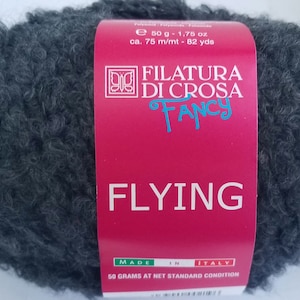 ℮ 50 g - 1,75 oz
ca. 75 m/mt - 82 yds
FILATURA
DI CROSA
FANCY
FLYING
MADE IN ITALY
50 GRAMS AT NET STANDARD CONDITION